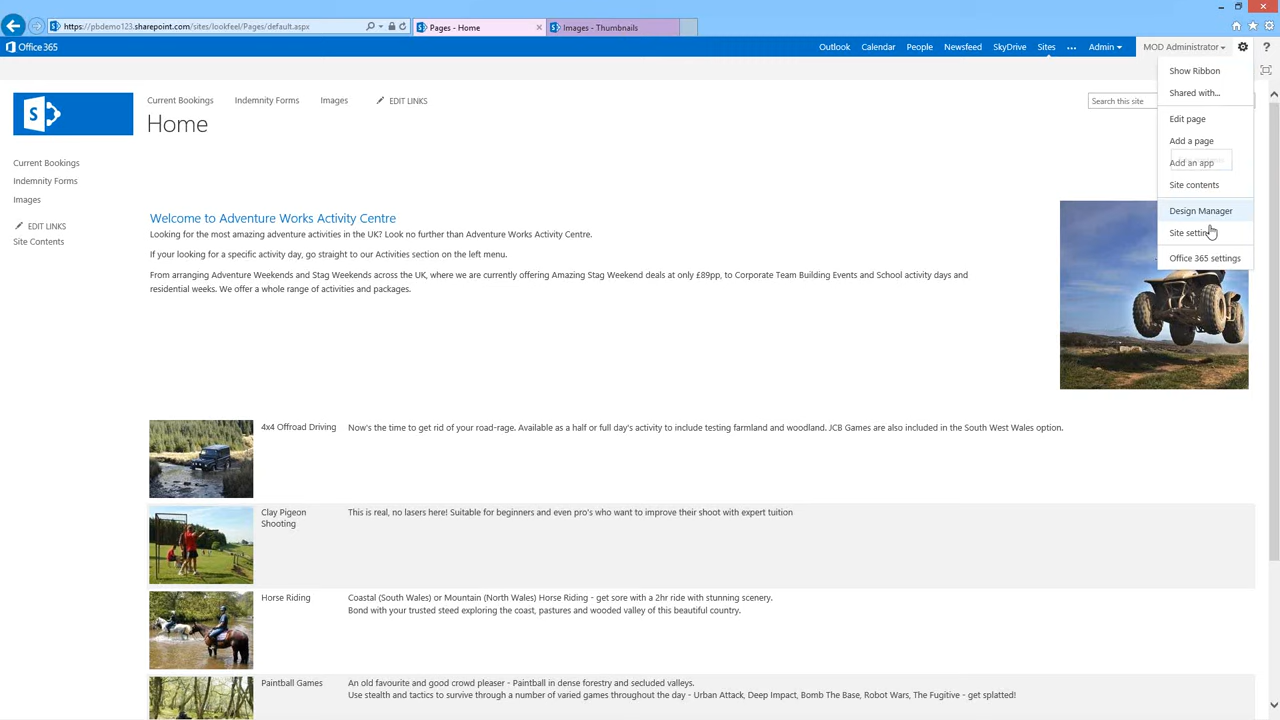 https://pbdemo123.sharepoint.com/sites/lookfeel/Pages/default.aspx
Pages - Home
Images - Thumbnails
Office 365
Outlook
Calendar
People
Newsfeed
SkyDrive
Sites
...
Admin
MOD Administrator
?
Show Ribbon
Shared with...
Edit page
Add a page
Add an app
Site contents
Design Manager
Site settings
Office 365 settings
S
Current Bookings
Indemnity Forms
Images
EDIT LINKS
Search this site
Home
Current Bookings
Indemnity Forms
Images
EDIT LINKS
Site Contents
Welcome to Adventure Works Activity Centre
Looking for the most amazing adventure activities in the UK? Look no further than Adventure Works Activity Centre.
If your looking for a specific activity day, go straight to our Activities section on the left menu.
From arranging Adventure Weekends and Stag Weekends across the UK, where we are currently offering Amazing Stag Weekend deals at only £89pp, to Corporate Team Building Events and School activity days and
residential weeks. We offer a whole range of activities and packages.
4x4 Offroad Driving
Now's the time to get rid of your road-rage. Available as a half or full day's activity to include testing farmland and woodland. JCB Games are also included in the South West Wales option.
Clay Pigeon
Shooting
This is real, no lasers here! Suitable for beginners and even pro's who want to improve their shoot with expert tuition
Horse Riding
Coastal (South Wales) or Mountain (North Wales) Horse Riding - get sore with a 2hr ride with stunning scenery.
Bond with your trusted steed exploring the coast, pastures and wooded valley of this beautiful country.
Paintball Games
An old favourite and good crowd pleaser - Paintball in dense forestry and secluded valleys.
Use stealth and tactics to survive through a number of varied games throughout the day - Urban Attack, Deep Impact, Bomb The Base, Robot Wars, The Fugitive - get splatted!